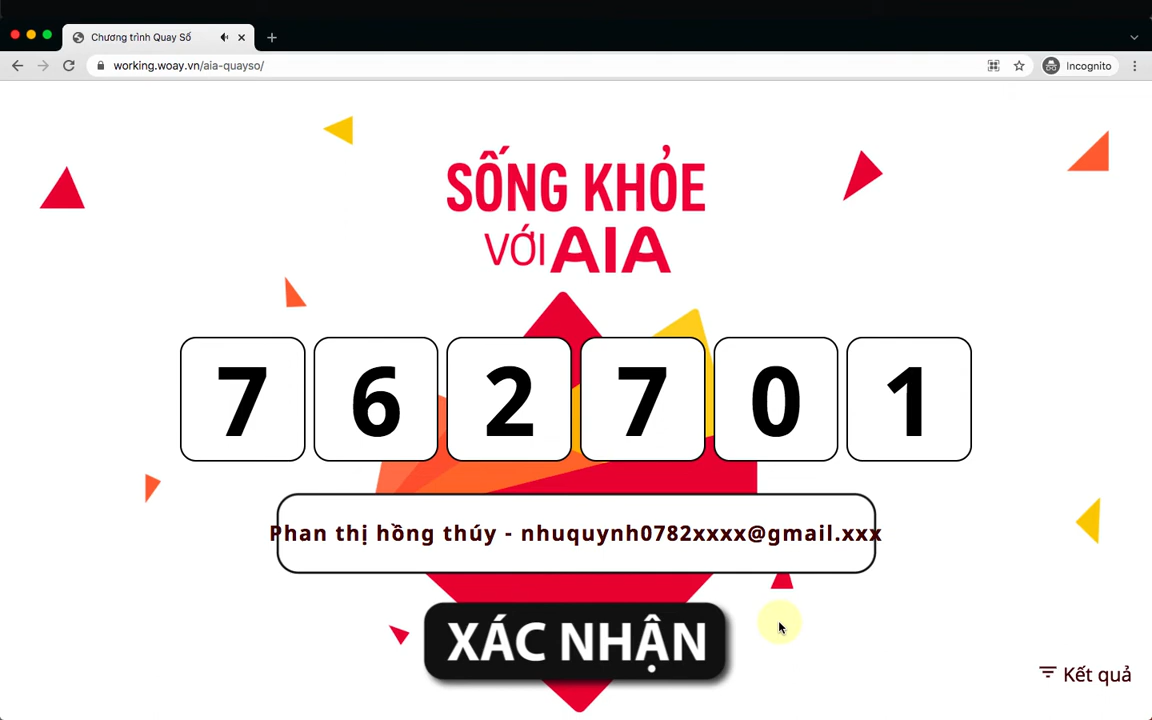 Chương trình Quay Số
working.woay.vn/aia-quayso/
Incognito
SỐNG KHỎE
VỚI AIA
7 6 2 7 0 1
Phan thị hồng thúy - nhuquynh0782xxxx@gmail.xxx
XÁC NHẬN
Kết quả